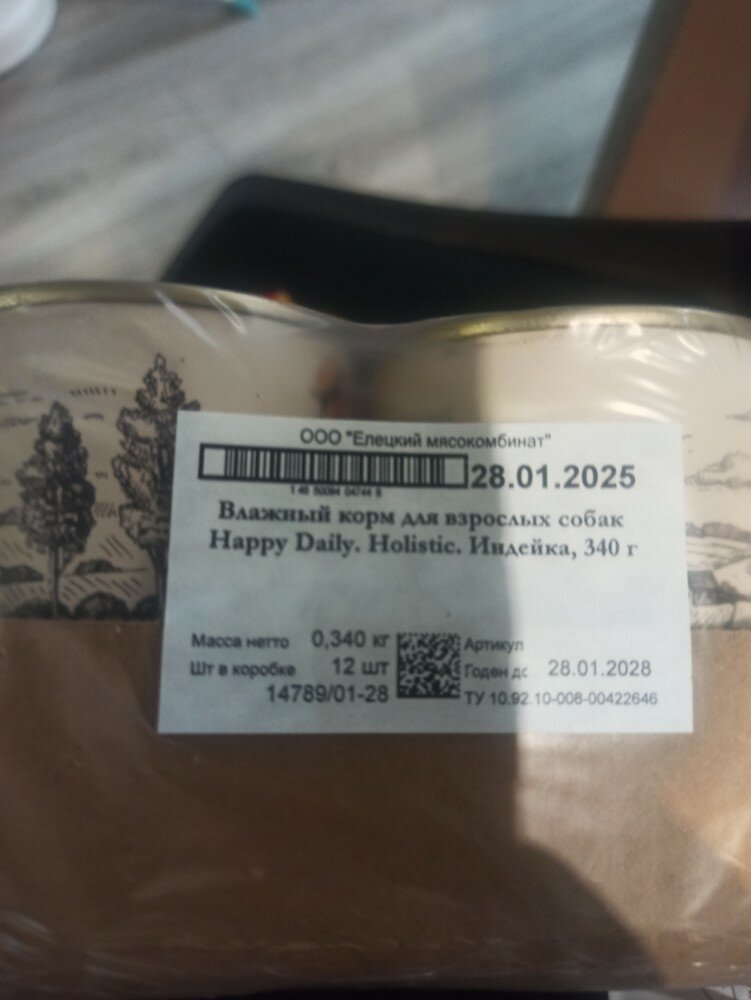 ООО "Елецкий мясокомбинат"
28.01.2025
Влажный корм для взрослых собак
Happy Daily. Holistic. Индейка, 340 г
Масса нетто 0,340 кг
Шт в коробке 12 шт
14789/01-28
Артикул
Годен до 28.01.2028
ТУ 10.92.10-008-00422646